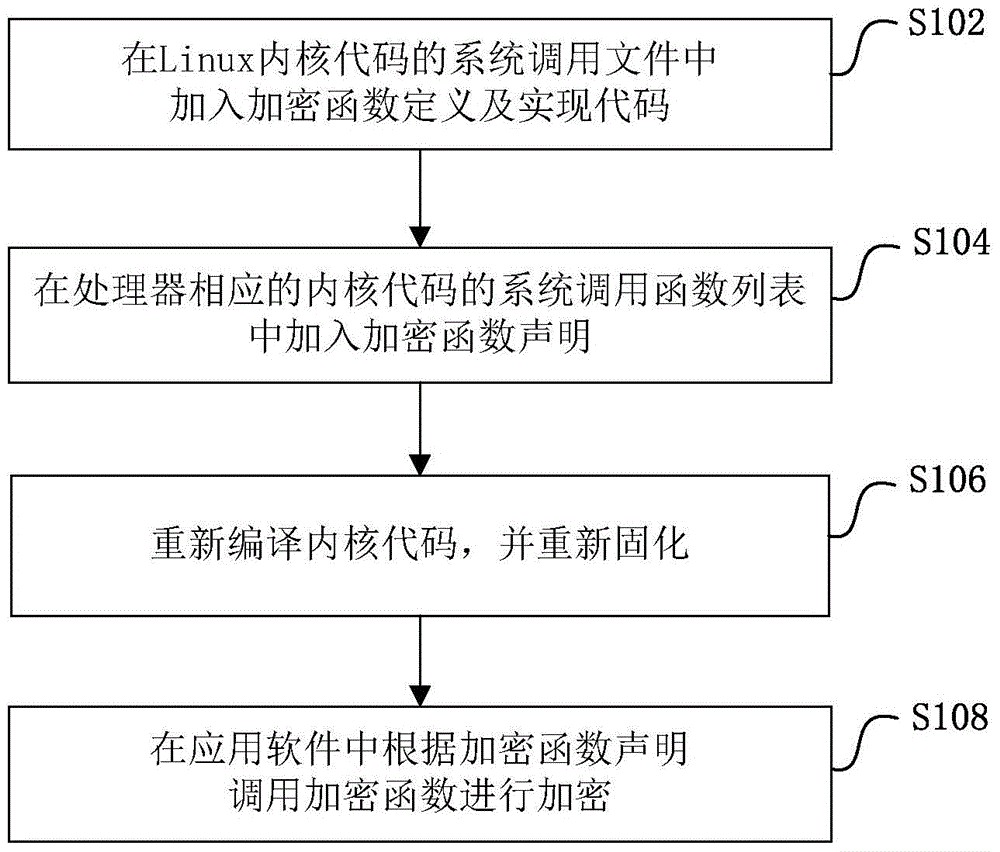 S102
在Linux内核代码的系统调用文件中
加入加密函数定义及实现代码
S104
在处理器相应的内核代码的系统调用函数列表
中加入加密函数声明
S106
重新编译内核代码，并重新固化
S108
在应用软件中根据加密函数声明
调用加密函数进行加密